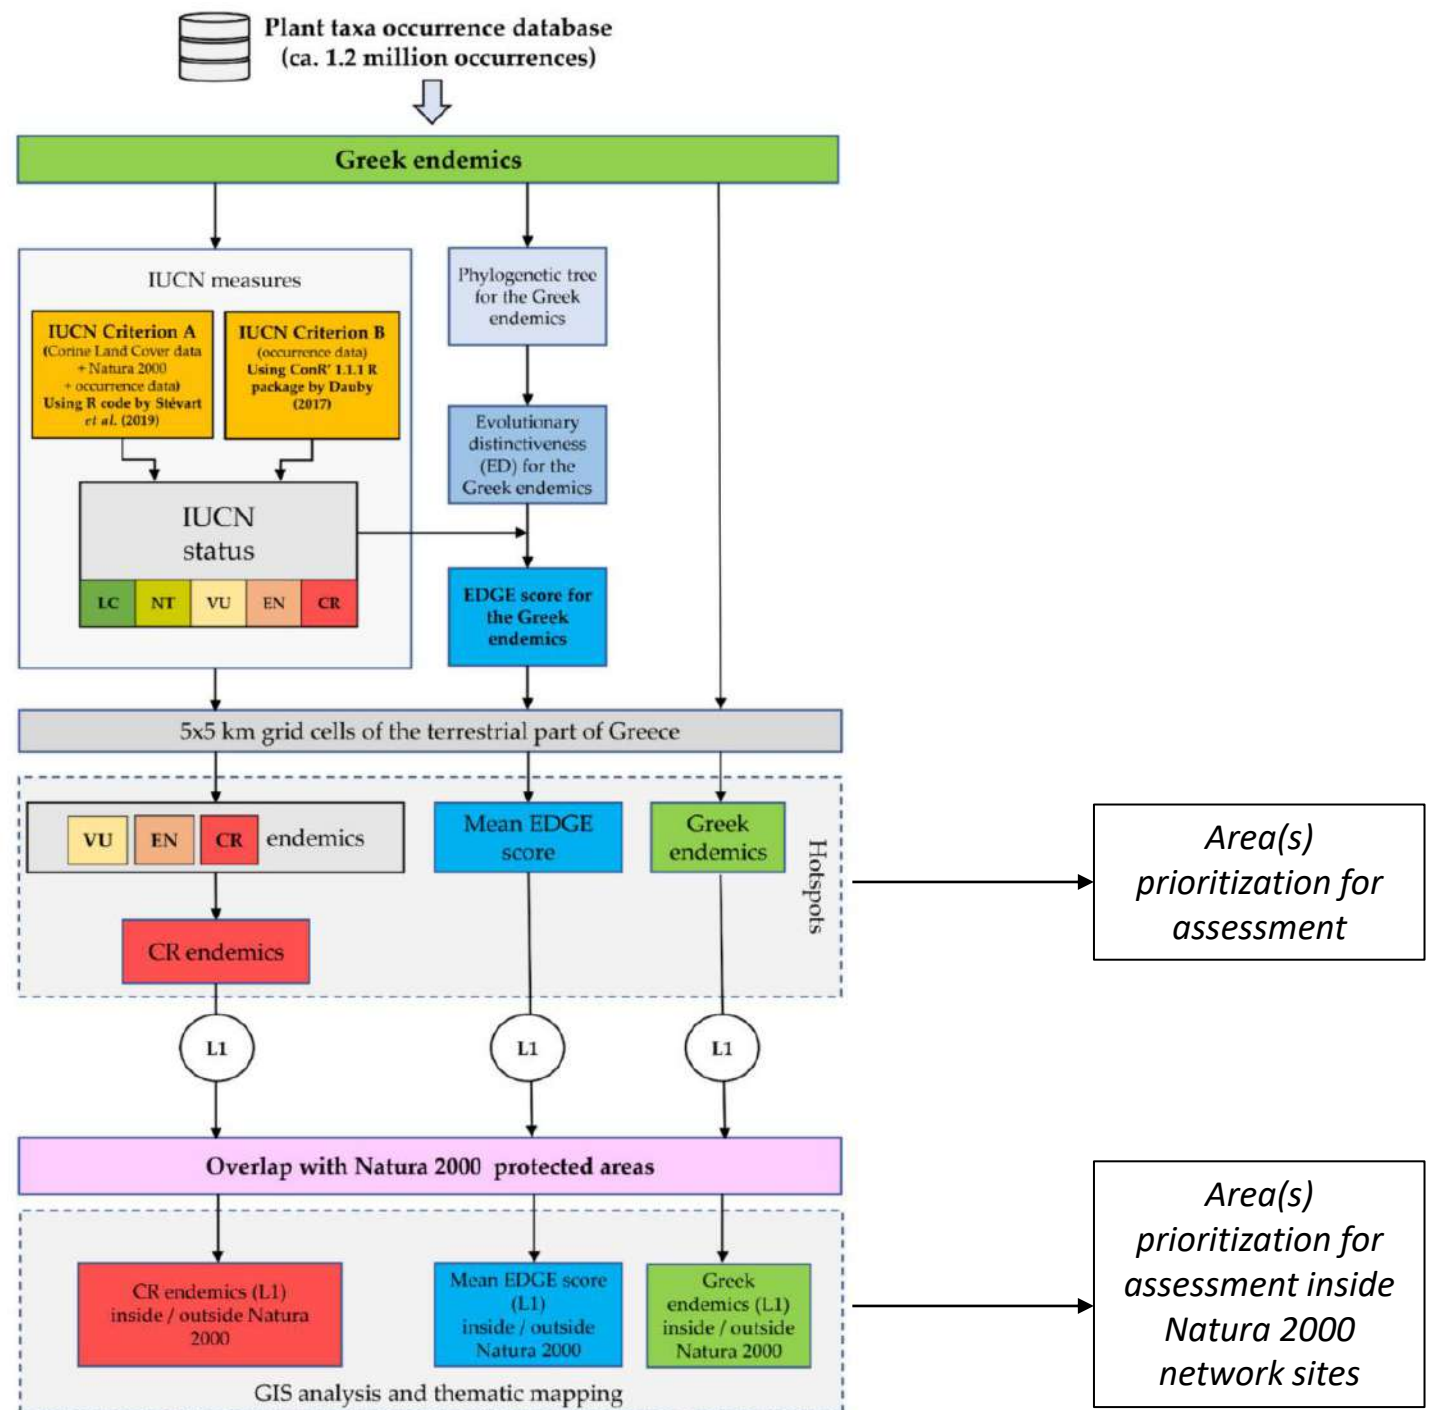 Plant taxa occurrence database
(ca. 1.2 million occurrences)
Greek endemics
IUCN measures
IUCN Criterion A
(Corine Land Cover data
+ Natura 2000
+ occurrence data)
Using R code by Stévart
et al. (2019)
IUCN Criterion B
(occurrence data)
Using ConR' 1.1.1 R
package by Dauby
(2017)
IUCN
status
LC NT VU EN CR
Phylogenetic tree
for the Greek
endemics
Evolutionary
distinctiveness
(ED) for the
Greek endemics
EDGE score for
the Greek
endemics
5x5 km grid cells of the terrestrial part of Greece
VU EN CR endemics
CR endemics
Mean EDGE
score
Greek
endemics
Hotspots
Area(s)
prioritization for
assessment
L1
L1
L1
Overlap with Natura 2000 protected areas
CR endemics (L1)
inside / outside Natura
2000
Mean EDGE score
(L1)
inside / outside
Natura 2000
Greek
endemics (L1)
inside / outside
Natura 2000
GIS analysis and thematic mapping
Area(s)
prioritization for
assessment inside
Natura 2000
network sites